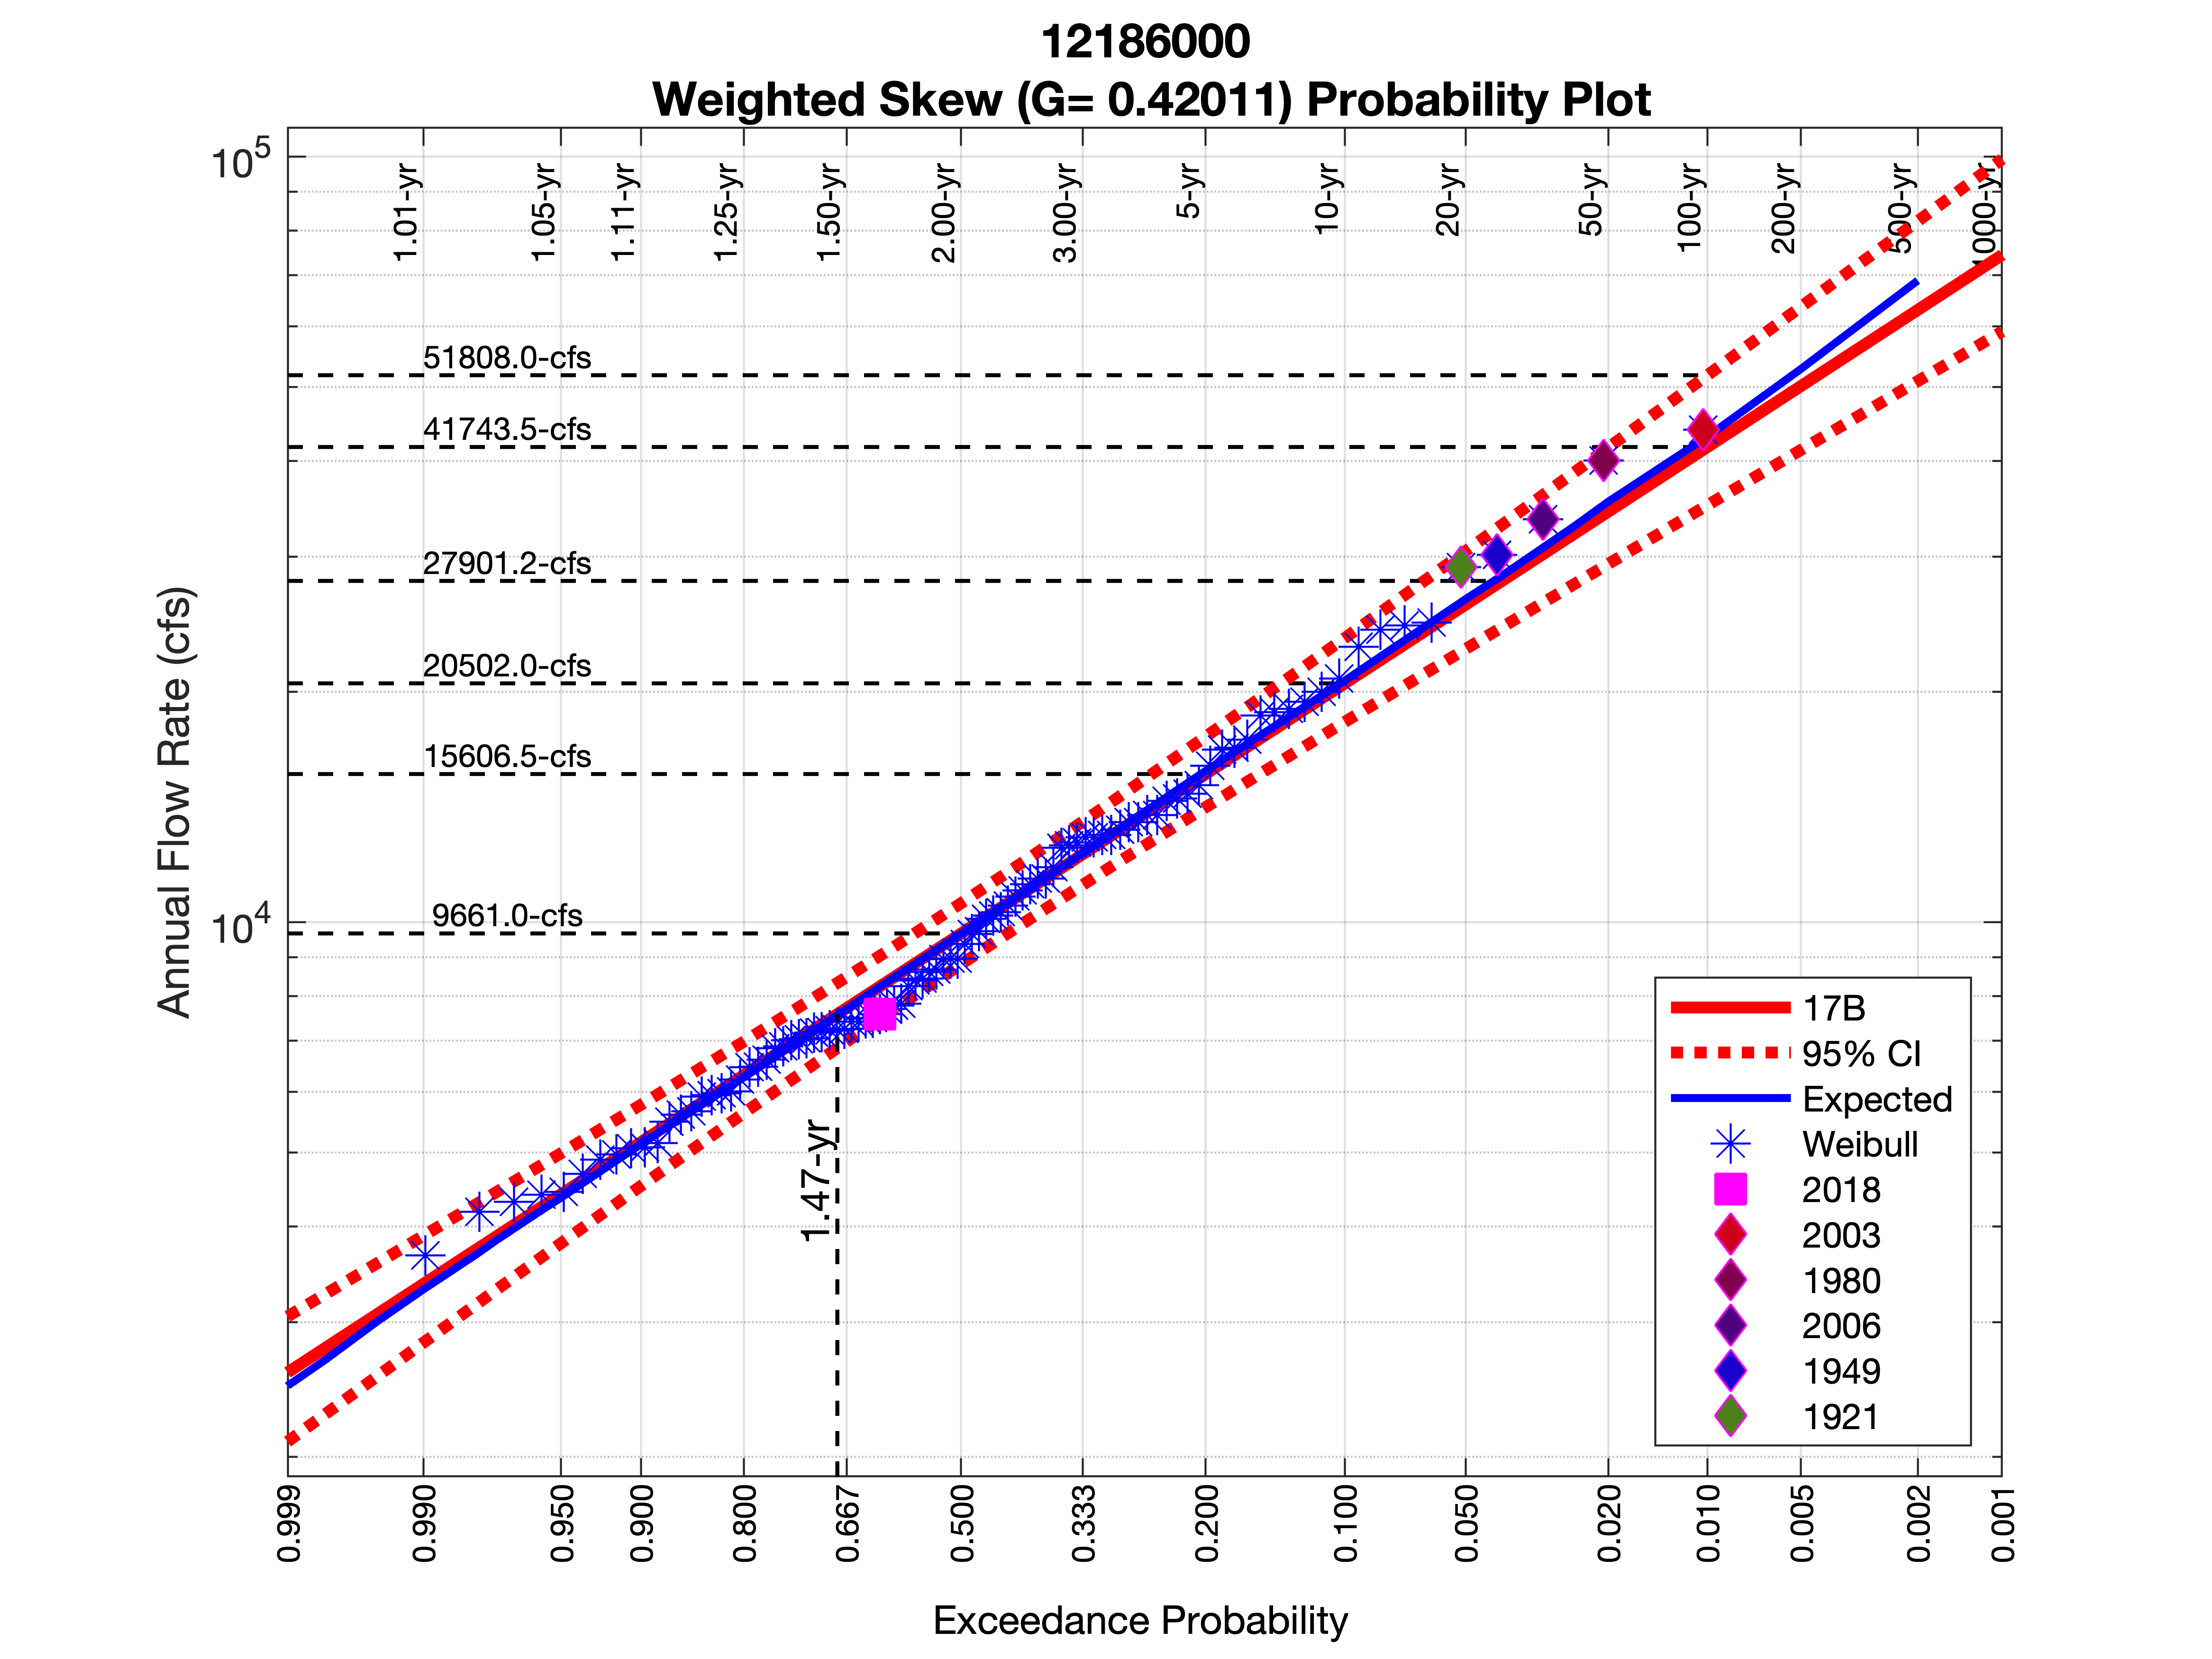 12186000
Weighted Skew (G= 0.42011) Probability Plot
10^5
1.01-yr
1.05-yr
1.11-yr
1.25-yr
1.50-yr
2.00-yr
3.00-yr
5-yr
10-yr
20-yr
50-yr
100-yr
200-yr
500-yr
1000-yr
51808.0-cfs
41743.5-cfs
27901.2-cfs
20502.0-cfs
15606.5-cfs
9661.0-cfs
10^4
Annual Flow Rate (cfs)
1.47-yr
17B
95% CI
Expected
Weibull
2018
2003
1980
2006
1949
1921
0.999
0.990
0.950
0.900
0.800
0.667
0.500
0.333
0.200
0.100
0.050
0.020
0.010
0.005
0.002
0.001
Exceedance Probability